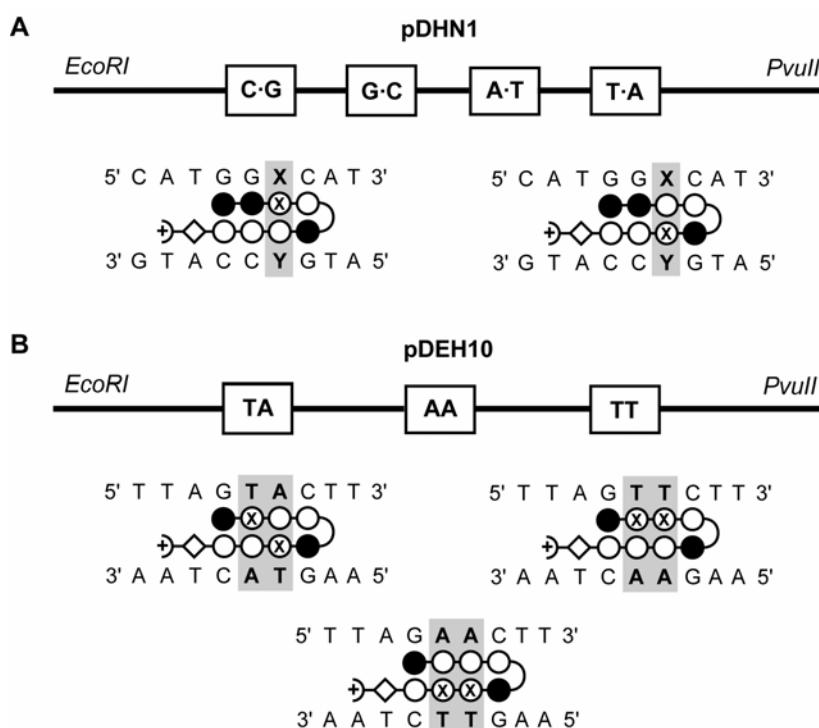 A
pDHN1
EcoRI PvuII
C·G G·C A·T T·A
5' C A T G G X C A T 3' 5' C A T G G X C A T 3'
X
+ X +
3' G T A C C Y G T A 5' 3' G T A C C Y G T A 5'
B
pDEH10
EcoRI PvuII
TA AA TT
5' T T A G T A C T T 3' 5' T T A G T T C T T 3'
X X X
+ X +
3' A A T C A T G A A 5' 3' A A T C A A G A A 5'
5' T T A G A A C T T 3'
+ X X
3' A A T C T T G A A 5'